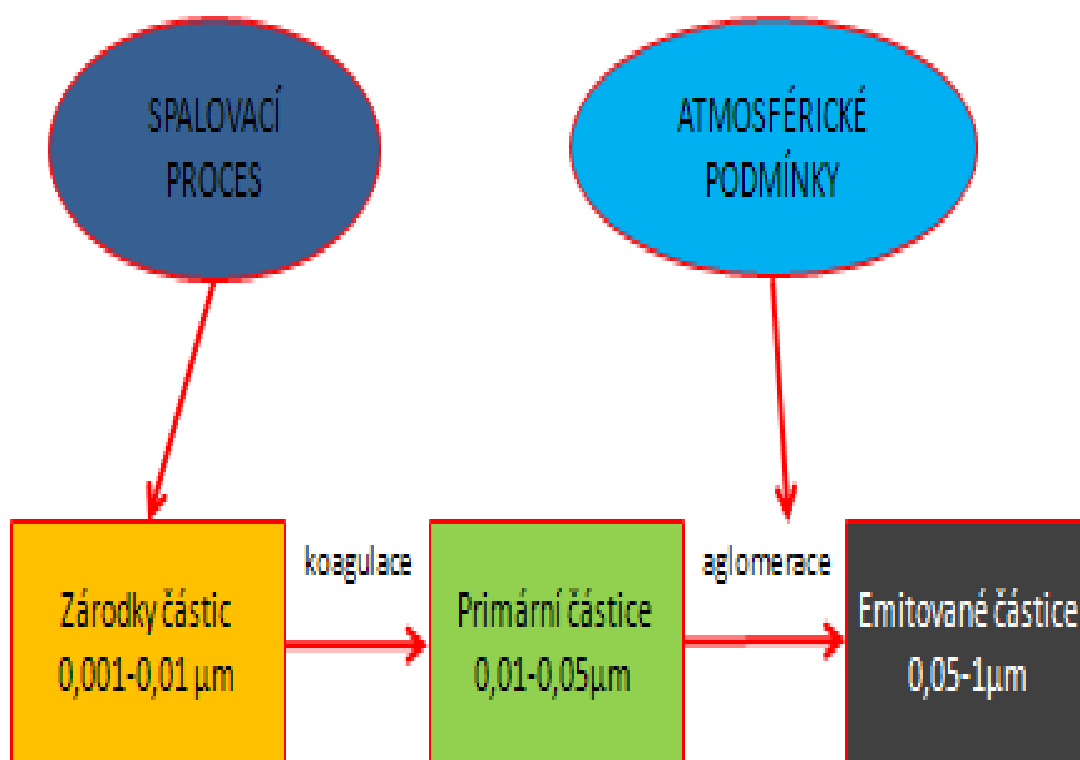 SPALOVACÍ
PROCES
ATMOSFÉRICKÉ
PODMÍNKY
koagulace
aglomerace
Zárodky částic
0,001-0,01 μm
Primární částice
0,01-0,05μm
Emitované částice
0,05-1μm